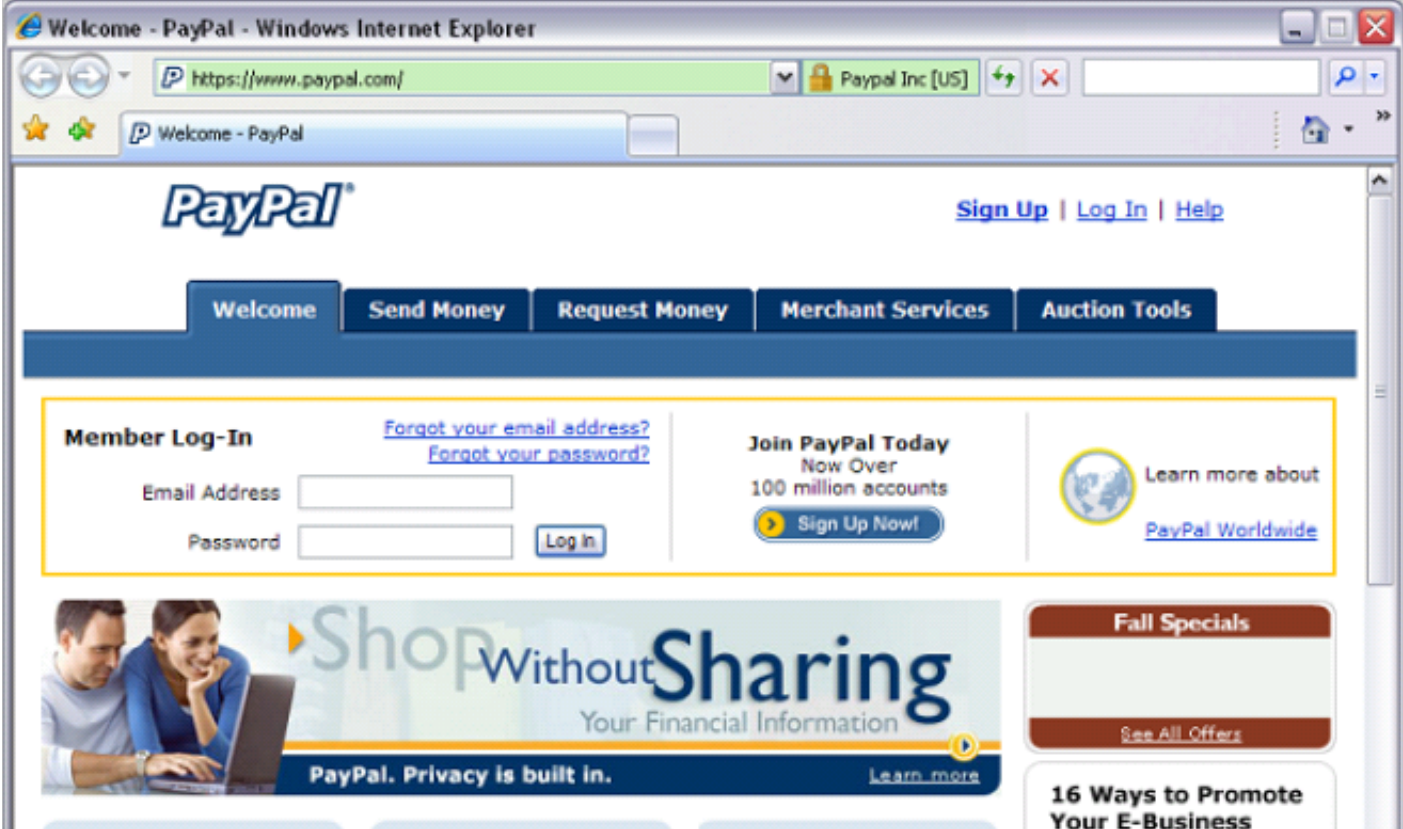 Welcome - PayPal - Windows Internet Explorer
https://www.paypal.com/
Paypal Inc [US]
Welcome - PayPal
PayPal®
Sign Up | Log In | Help
Welcome
Send Money
Request Money
Merchant Services
Auction Tools
Member Log-In
Forgot your email address?
Forgot your password?
Email Address
Password
Log In
Join PayPal Today
Now Over
100 million accounts
Sign Up Now!
Learn more about
PayPal Worldwide
Shop Without Sharing
Your Financial Information
PayPal. Privacy is built in.
Learn more
Fall Specials
See All Offers
16 Ways to Promote
Your E-Business